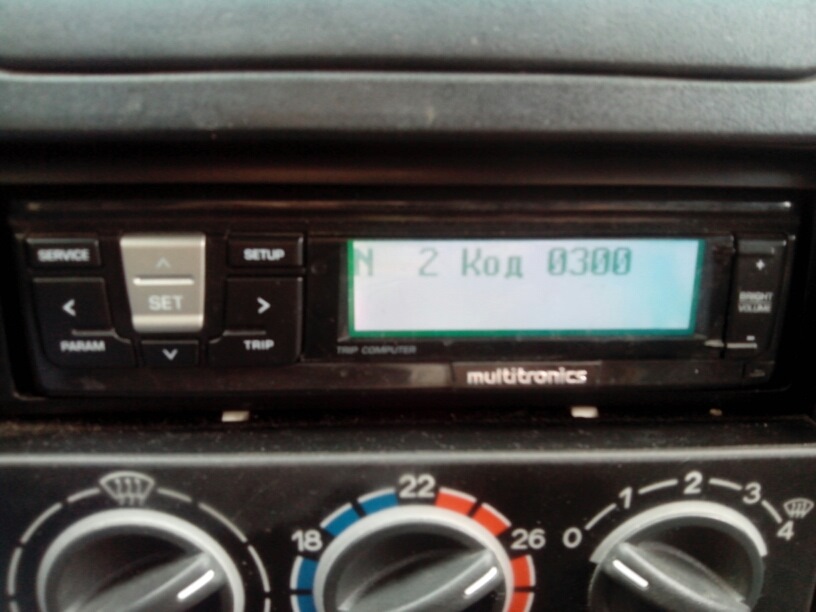 SERVICE
SETUP
SET
PARAM
TRIP
N 2 Код 0300
+
BRIGHT
VOLUME
-
TRIP COMPUTER
multitronics
18
22
26
0
1
2
3
4